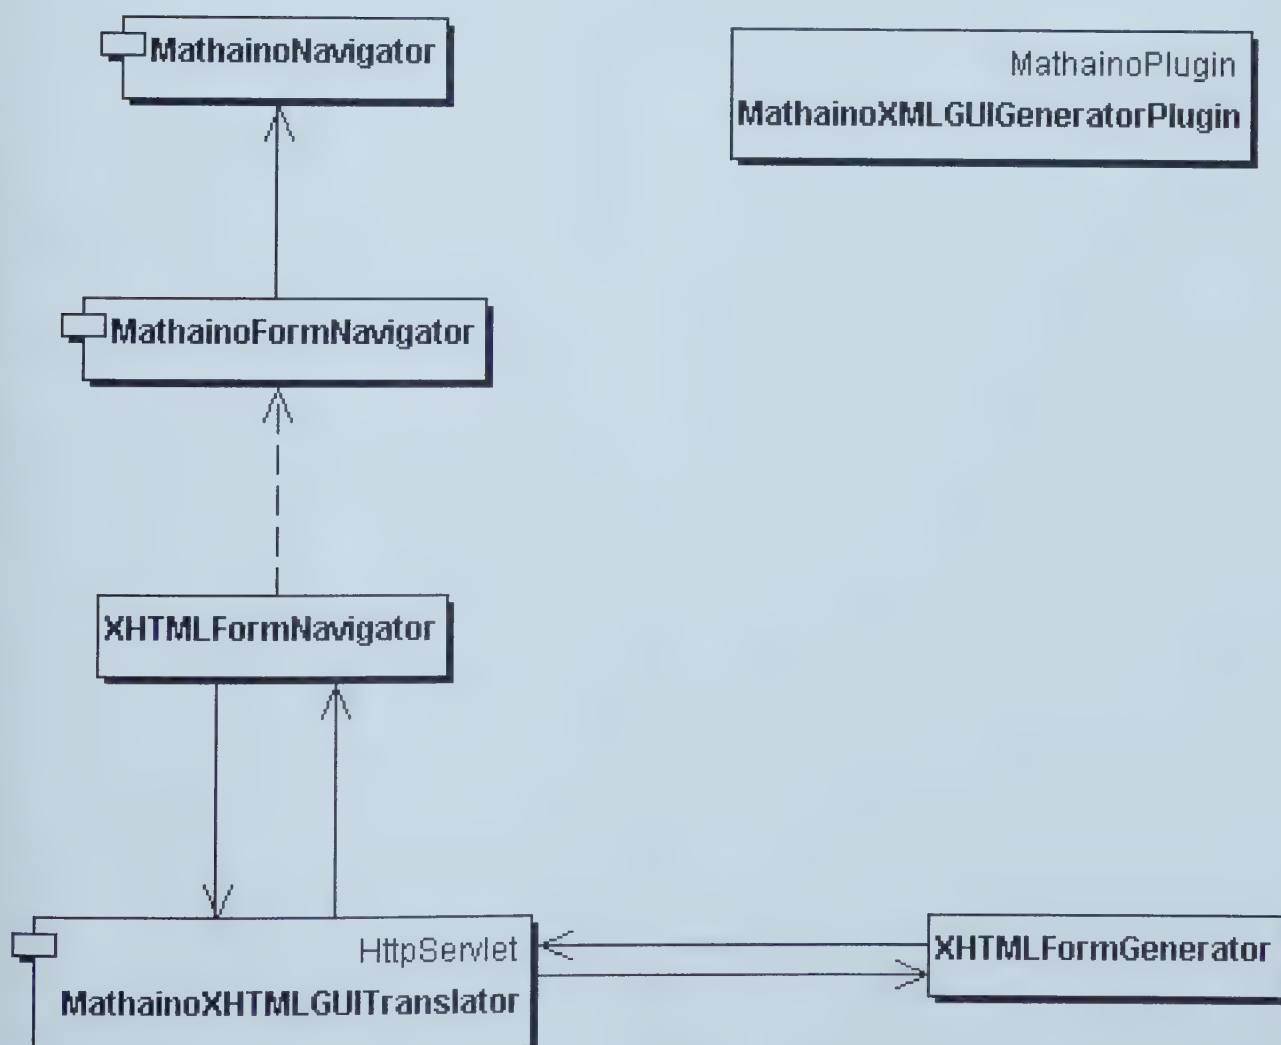 MathainoNavigator
MathainoPlugin
MathainoXMLGUIGeneratorPlugin
MathainoFormNavigator
XHTMLFormNavigator
HttpServlet
MathainoXHTMLGUITranslator
XHTMLFormGenerator